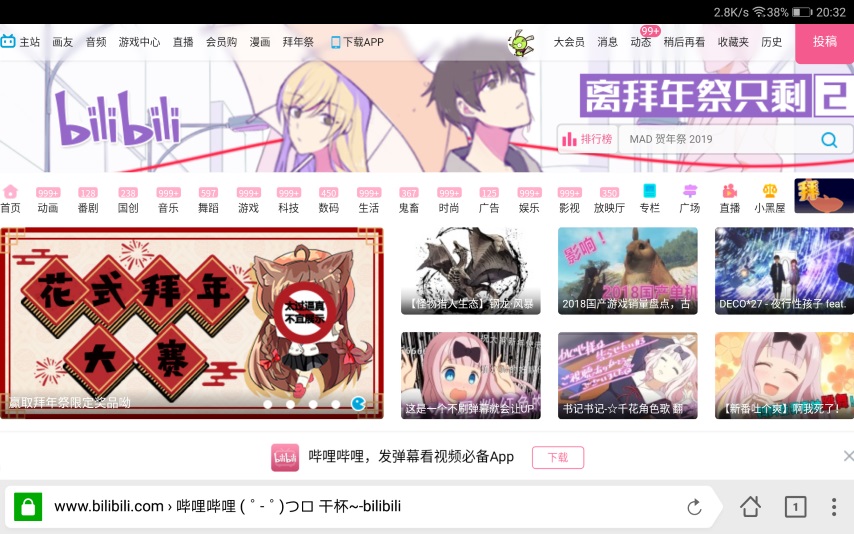 2.8K/s 38% 20:32
主站 画友 音频 游戏中心 直播 会员购 漫画 拜年祭 下载APP 大会员 消息 动态 99+ 稍后再看 收藏夹 历史 投稿
bilibili
离拜年祭只剩2
排行榜 MAD 贺年祭 2019
999+ 128 238 999+ 597 999+ 999+ 450 999+ 367 999+ 125 999+ 999+ 350
首页 动画 番剧 国创 音乐 舞蹈 游戏 科技 数码 生活 鬼畜 时尚 广告 娱乐 影视 放映厅 专栏 广场 直播 小黑屋
拜
花式拜年
大赛
太过逼真
不宜展示
赢取拜年祭限定奖品呦
【怪物猎人生态】钢龙-风暴
影响！
2018国产单机
2018国产游戏销量盘点，古
DECO*27 - 夜行性孩子 feat.
这是一个不刷弹幕就会让UP
书记书记-☆千花角色歌 翻
【新番吐个爽】啊我死了！
bilibili
哔哩哔哩，发弹幕看视频必备App 下载
www.bilibili.com › 哔哩哔哩 ( ﾟ- ﾟ)つロ 干杯~-bilibili
1